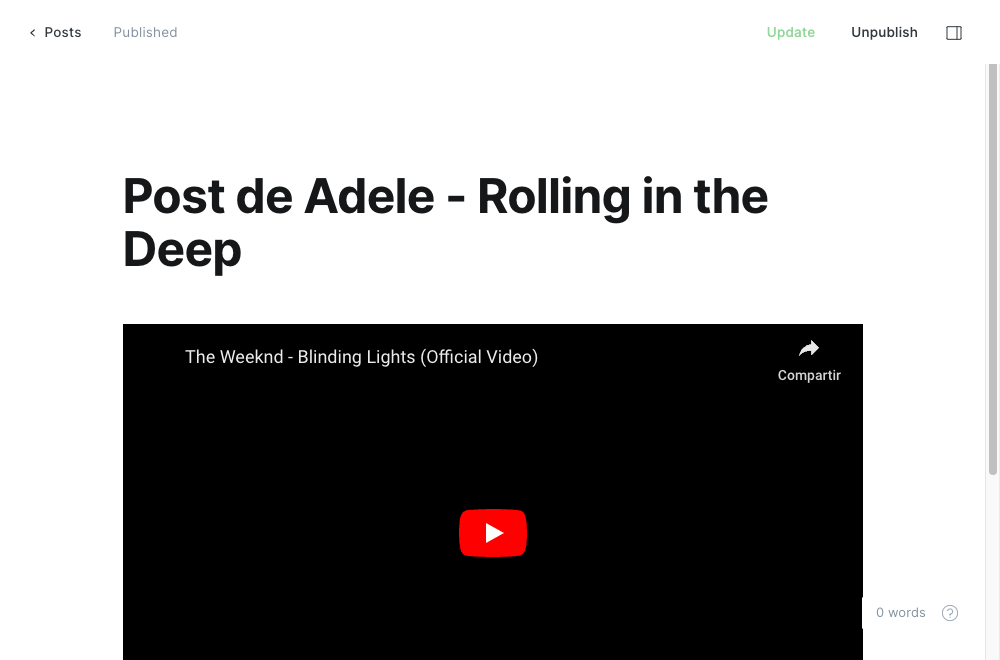 Posts
Published
Update
Unpublish
Post de Adele - Rolling in the
Deep
The Weeknd - Blinding Lights (Official Video)
Compartir
0 words
?